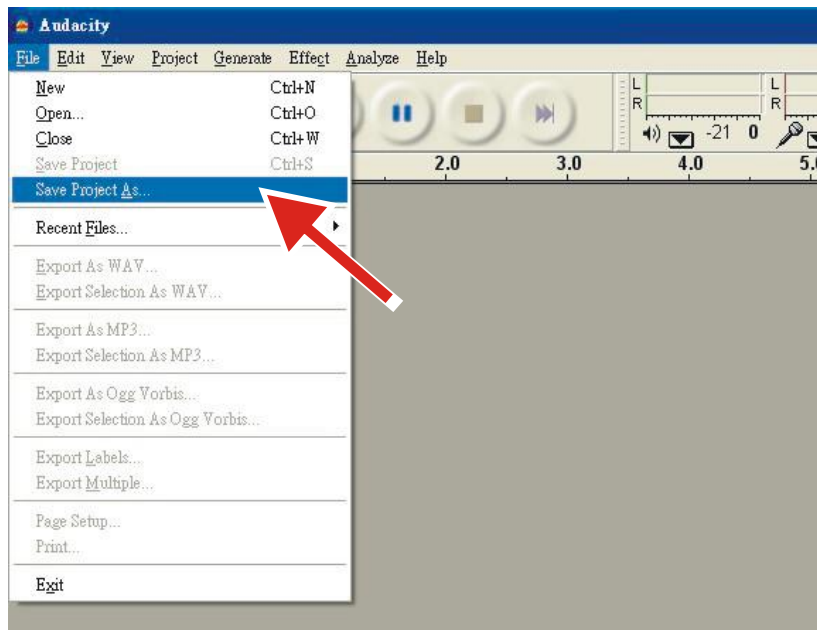 Audacity
File Edit View Project Generate Effect Analyze Help
New Ctrl+N
Open... Ctrl+O
Close Ctrl+W
Save Project Ctrl+S
Save Project As...
Recent Files...
Export As WAV...
Export Selection As WAV...
Export As MP3...
Export Selection As MP3...
Export As Ogg Vorbis...
Export Selection As Ogg Vorbis...
Export Labels...
Export Multiple...
Page Setup...
Print...
Exit
L L
R R
-21 0
2.0 3.0 4.0 5.